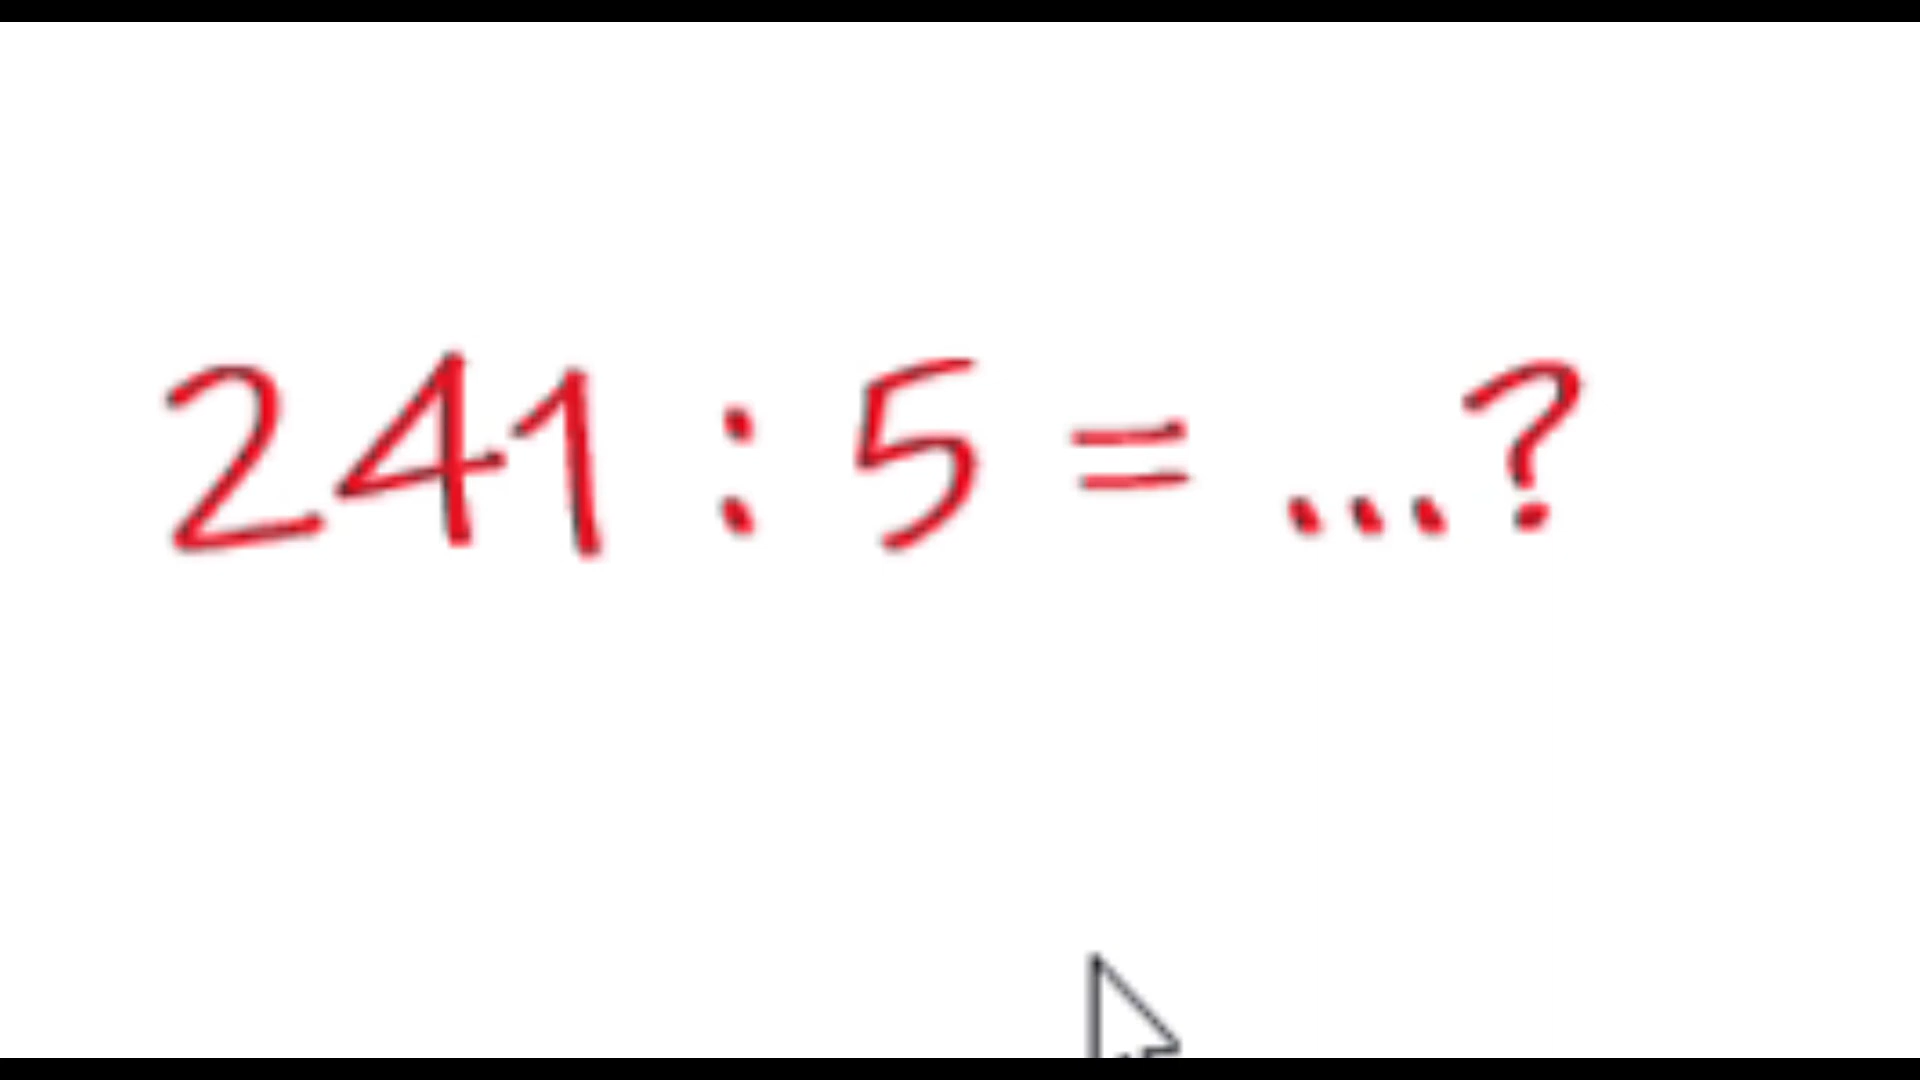 241 : 5 = ...?